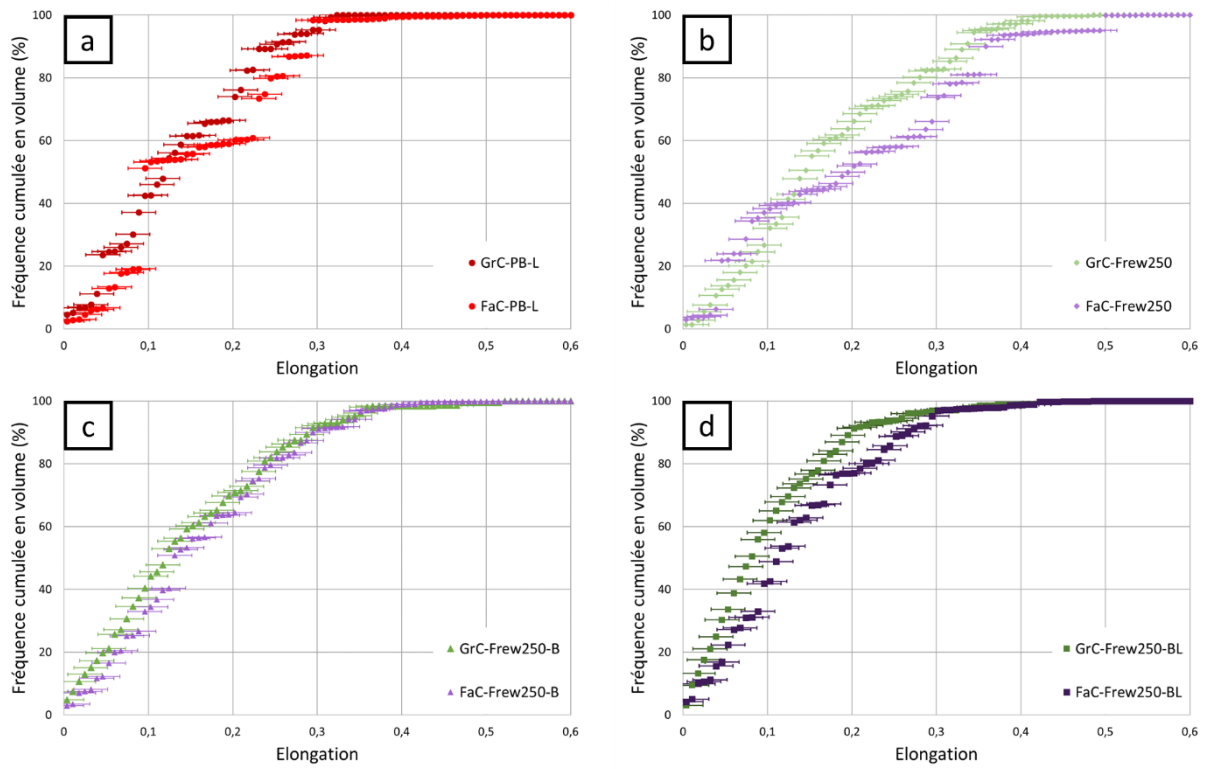 a
Fréquence cumulée en volume (%)
100
80
60
40
20
0
GrC-PB-L
FaC-PB-L
0 0,1 0,2 0,3 0,4 0,5 0,6
Elongation
b
Fréquence cumulée en volume (%)
100
80
60
40
20
0
GrC-Frew250
FaC-Frew250
0 0,1 0,2 0,3 0,4 0,5 0,6
Elongation
c
Fréquence cumulée en volume (%)
100
80
60
40
20
0
GrC-Frew250-B
FaC-Frew250-B
0 0,1 0,2 0,3 0,4 0,5 0,6
Elongation
d
Fréquence cumulée en volume (%)
100
80
60
40
20
0
GrC-Frew250-BL
FaC-Frew250-BL
0 0,1 0,2 0,3 0,4 0,5 0,6
Elongation